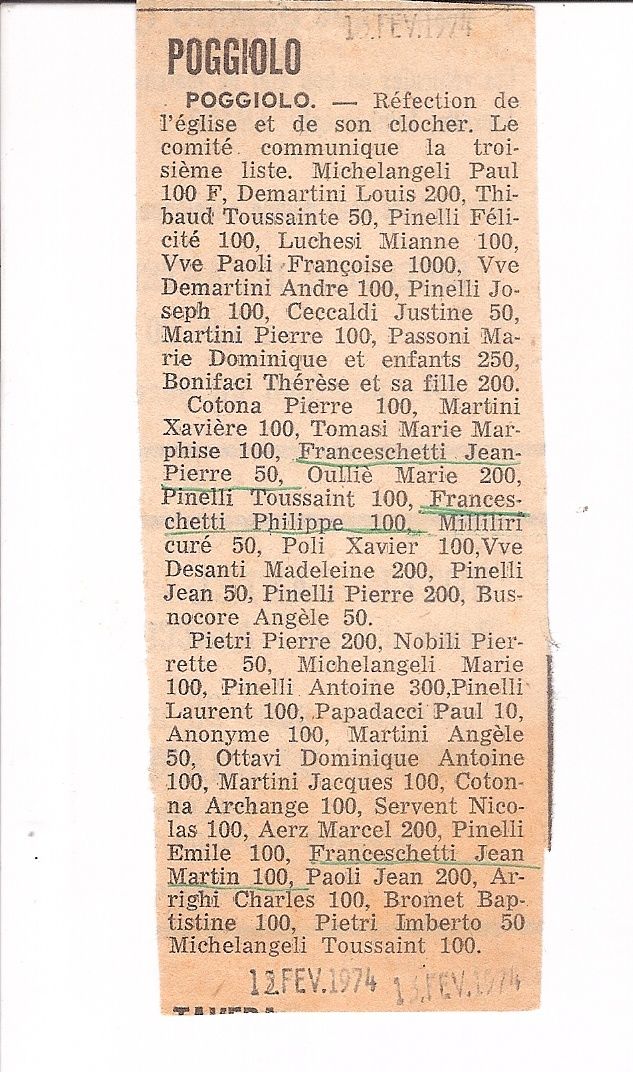 13.FEV.1974
POGGIOLO
POGGIOLO. — Réfection de
l'église et de son clocher. Le
comité communique la troi-
sième liste. Michelangeli Paul
100 F, Demartini Louis 200, Thi-
baud Toussainte 50, Pinelli Féli-
cité 100, Luchesi Mianne 100,
Vve Paoli Françoise 1000, Vve
Demartini Andre 100, Pinelli Jo-
seph 100, Ceccaldi Justine 50,
Martini Pierre 100, Passoni Ma-
rie Dominique et enfants 250,
Bonifaci Thérèse et sa fille 200.
Cotona Pierre 100, Martini
Xavière 100, Tomasi Marie Mar-
phise 100, Franceschetti Jean-
Pierre 50, Oulliè Marie 200,
Pinelli Toussaint 100, Frances-
chetti Philippe 100, Milliliri
curé 50, Poli Xavier 100,Vve
Desanti Madeleine 200, Pinelli
Jean 50, Pinelli Pierre 200, Bus-
nocore Angèle 50.
Pietri Pierre 200, Nobili Pier-
rette 50, Michelangeli Marie
100, Pinelli Antoine 300,Pinelli
Laurent 100, Papadacci Paul 10,
Anonyme 100, Martini Angèle
50, Ottavi Dominique Antoine
100, Martini Jacques 100, Coton-
na Archange 100, Servent Nico-
las 100, Aerz Marcel 200, Pinelli
Emile 100, Franceschetti Jean
Martin 100, Paoli Jean 200, Ar-
righi Charles 100, Bromet Bap-
tistine 100, Pietri Imberto 50
Michelangeli Toussaint 100.
12.FEV.1974 13.FEV.1974